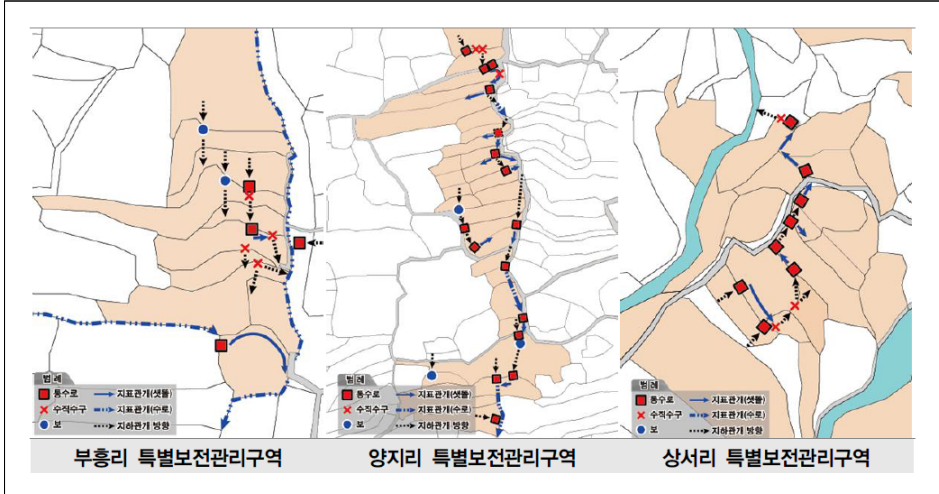 범례
통수로
지표관개(샛똘)
수직수구
지표관개(수로)
보
지하관개 방향
범례
통수로
지표관개(샛똘)
수직수구
지표관개(수로)
보
지하관개 방향
범례
통수로
지표관개(샛똘)
수직수구
지표관개(수로)
보
지하관개 방향
부흥리 특별보전관리구역
양지리 특별보전관리구역
상서리 특별보전관리구역